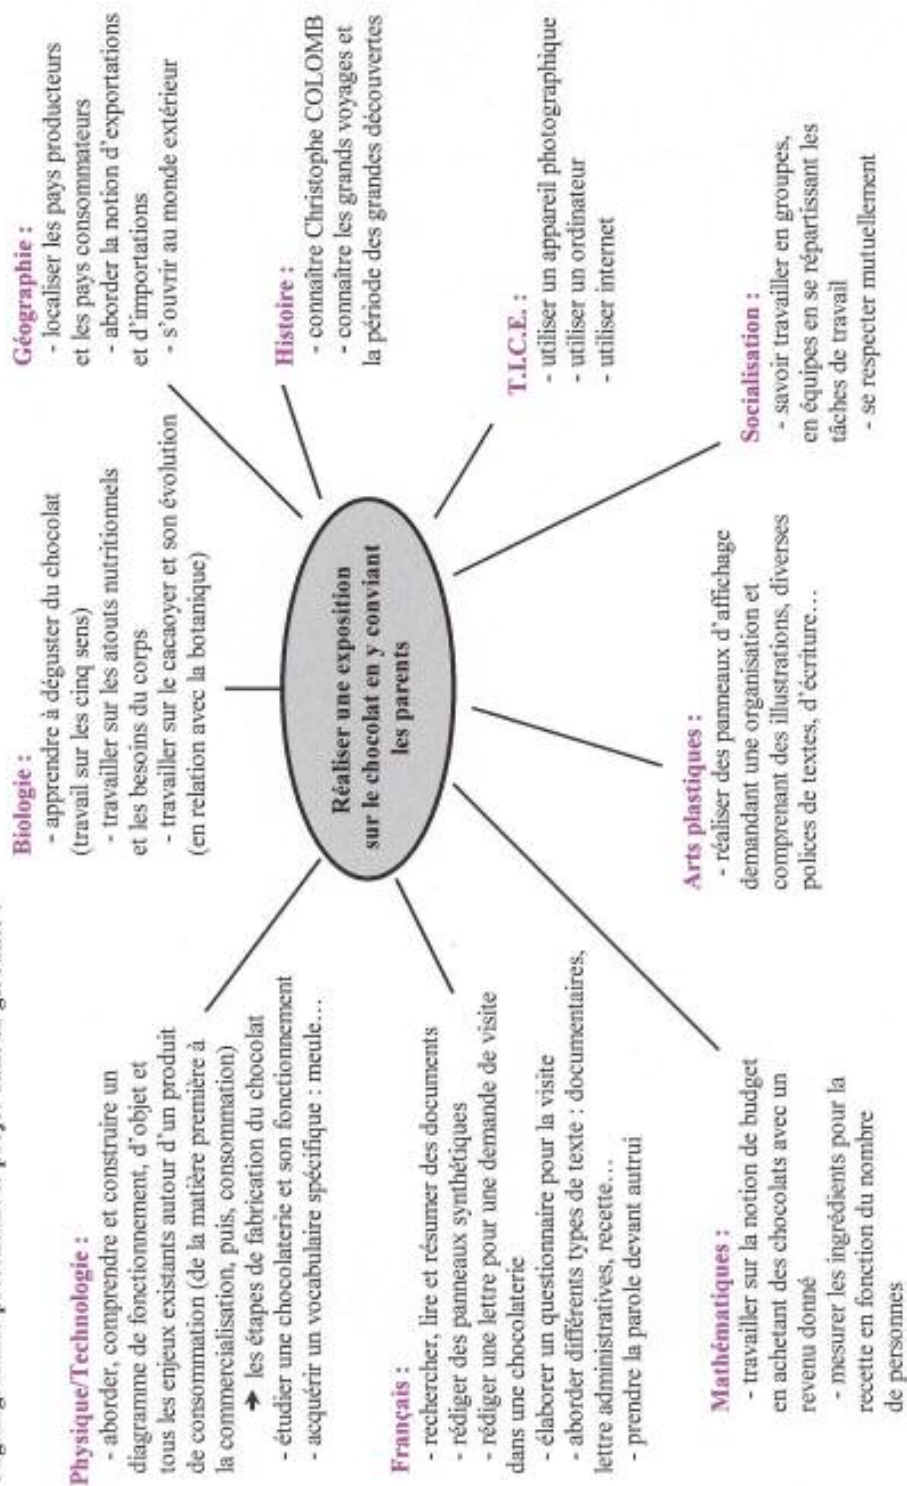 Physique/Technologie :
- aborder, comprendre et construire un
diagramme de fonctionnement, d'objet et
tous les enjeux existants autour d'un produit
de consommation (de la matière première à
la commercialisation, puis, consommation)
➔ les étapes de fabrication du chocolat
- étudier une chocolaterie et son fonctionnement
- acquérir un vocabulaire spécifique : meule…
Biologie :
- apprendre à déguster du chocolat
(travail sur les cinq sens)
- travailler sur les atouts nutritionnels
et les besoins du corps
- travailler sur le cacaoyer et son évolution
(en relation avec la botanique)
Géographie :
- localiser les pays producteurs
et les pays consommateurs
- aborder la notion d'exportations
et d'importations
- s'ouvrir au monde extérieur
Histoire :
- connaître Christophe COLOMB
- connaître les grands voyages et
la période des grandes découvertes
Réaliser une exposition
sur le chocolat en y conviant
les parents
Français :
- rechercher, lire et résumer des documents
- rédiger des panneaux synthétiques
- rédiger une lettre pour une demande de visite
dans une chocolaterie
- élaborer un questionnaire pour la visite
- aborder différents types de texte : documentaires,
lettre administratives, recette…
- prendre la parole devant autrui
T.I.C.E. :
- utiliser un appareil photographique
- utiliser un ordinateur
- utiliser internet
Mathématiques :
- travailler sur la notion de budget
en achetant des chocolats avec un
revenu donné
- mesurer les ingrédients pour la
recette en fonction du nombre
de personnes
Arts plastiques :
- réaliser des panneaux d'affichage
demandant une organisation et
comprenant des illustrations, diverses
polices de textes, d'écriture…
Socialisation :
- savoir travailler en groupes,
en équipes en se répartissant les
tâches de travail
- se respecter mutuellement